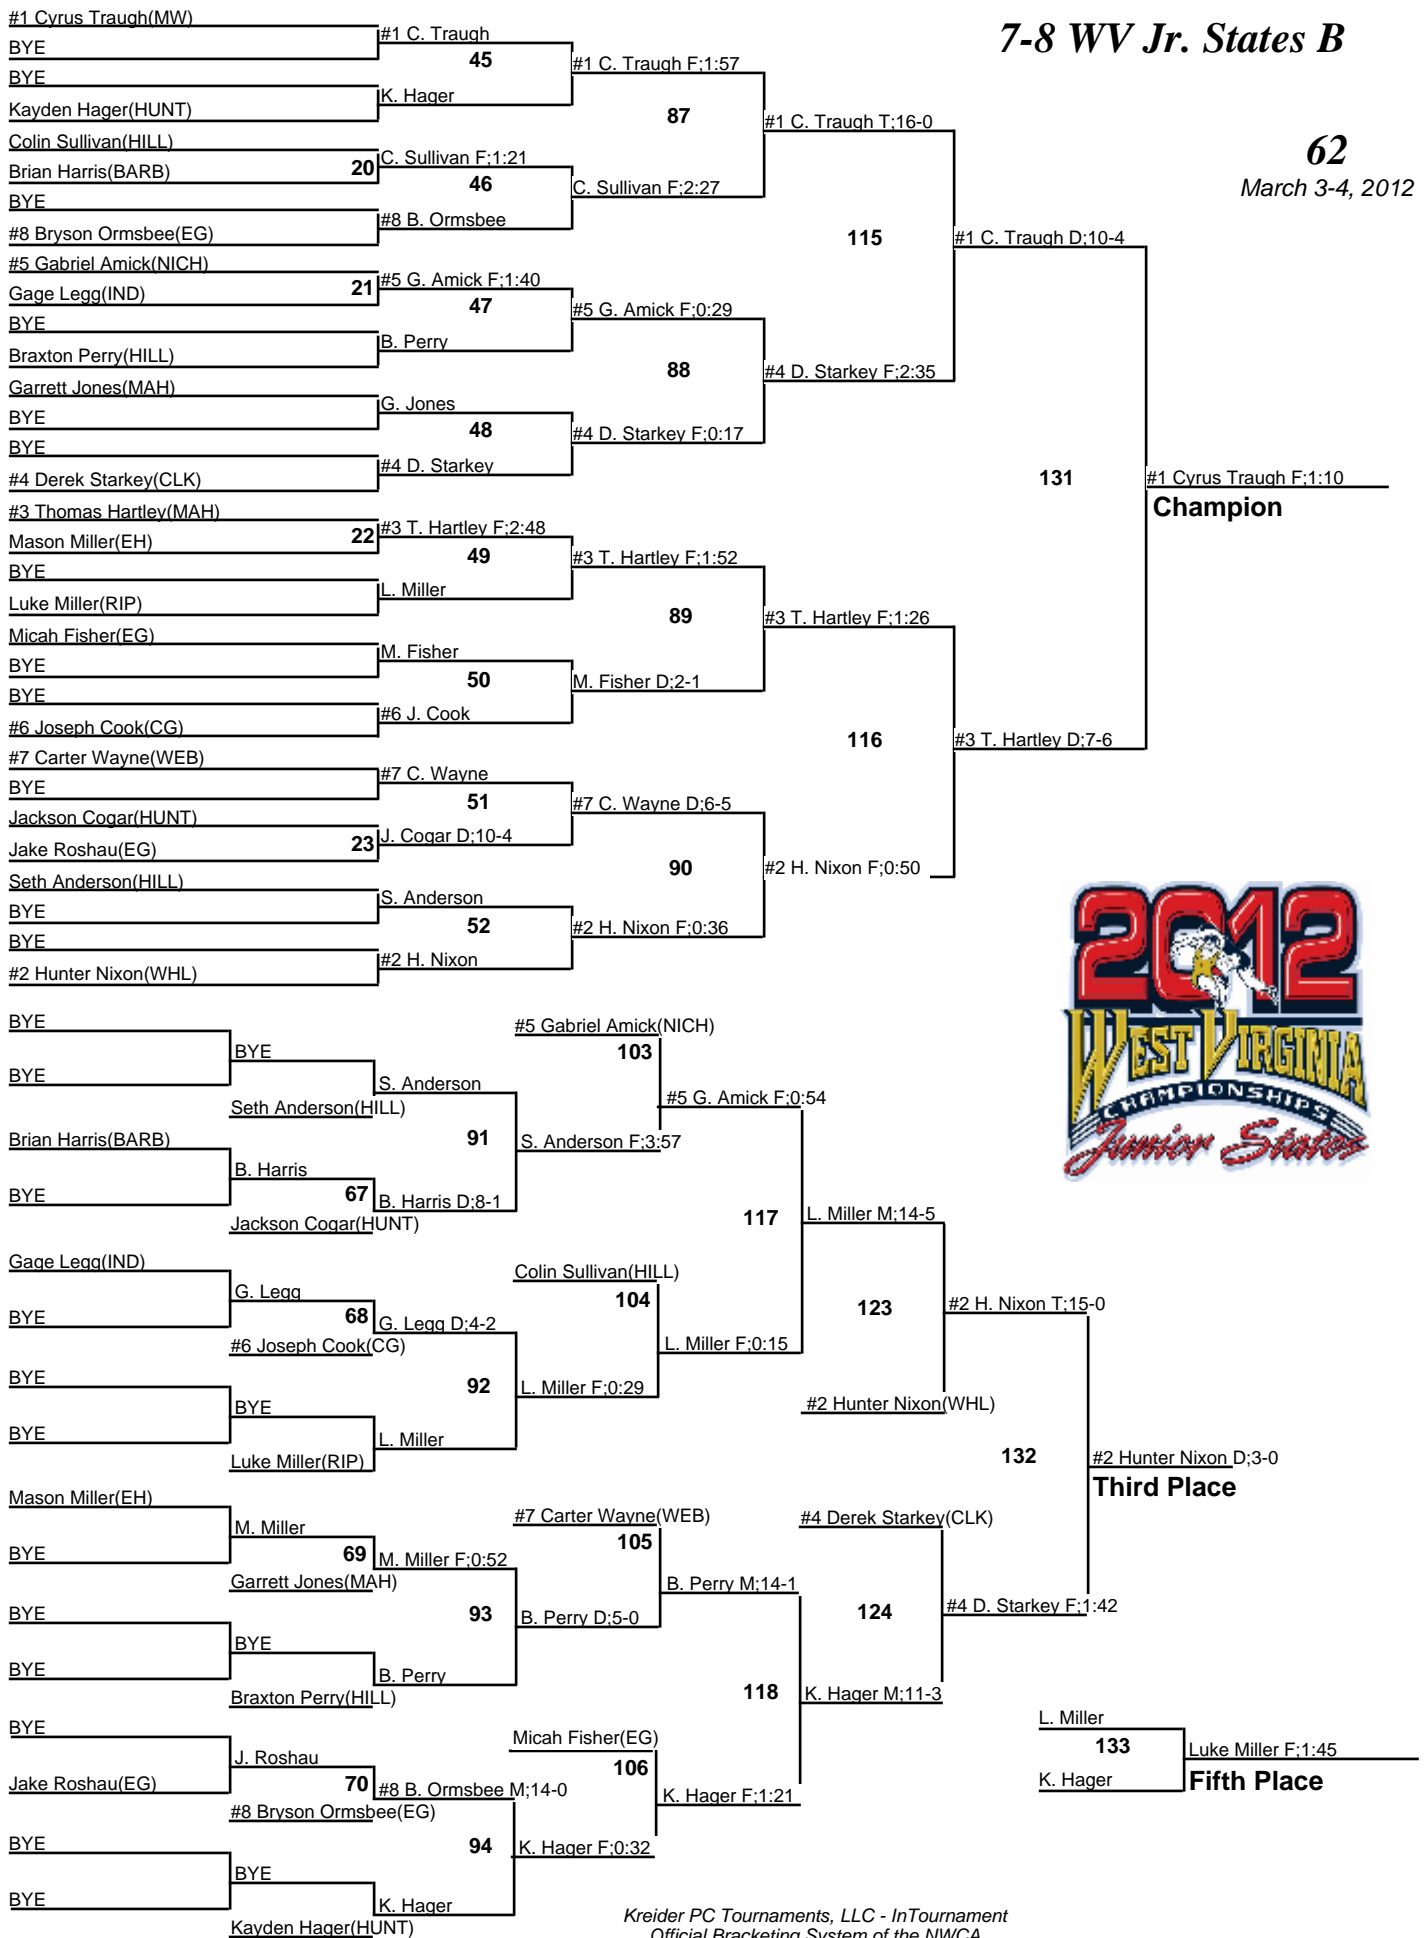 7-8 WV Jr. States B
62
March 3-4, 2012
#1 Cyrus Traugh(MW)
BYE
BYE
Kayden Hager(HUNT)
Colin Sullivan(HILL)
Brian Harris(BARB)
BYE
#8 Bryson Ormsbee(EG)
#5 Gabriel Amick(NICH)
Gage Legg(IND)
BYE
Braxton Perry(HILL)
Garrett Jones(MAH)
BYE
BYE
#4 Derek Starkey(CLK)
#3 Thomas Hartley(MAH)
Mason Miller(EH)
BYE
Luke Miller(RIP)
Micah Fisher(EG)
BYE
BYE
#6 Joseph Cook(CG)
#7 Carter Wayne(WEB)
BYE
Jackson Cogar(HUNT)
Jake Roshau(EG)
Seth Anderson(HILL)
BYE
BYE
#2 Hunter Nixon(WHL)
#1 C. Traugh
45
K. Hager
20
C. Sullivan F;1:21
46
#8 B. Ormsbee
21
#5 G. Amick F;1:40
47
B. Perry
G. Jones
48
#4 D. Starkey
22
#3 T. Hartley F;2:48
49
L. Miller
M. Fisher
50
#6 J. Cook
#7 C. Wayne
51
23
J. Cogar D;10-4
S. Anderson
52
#2 H. Nixon
#1 C. Traugh F;1:57
87
C. Sullivan F;2:27
#5 G. Amick F;0:29
88
#4 D. Starkey F;0:17
#3 T. Hartley F;1:52
89
M. Fisher D;2-1
#7 C. Wayne D;6-5
90
#2 H. Nixon F;0:36
#1 C. Traugh T;16-0
115
#4 D. Starkey F;2:35
#3 T. Hartley F;1:26
116
#2 H. Nixon F;0:50
#1 C. Traugh D;10-4
131
#3 T. Hartley D;7-6
#1 Cyrus Traugh F;1:10
Champion
2012
WEST VIRGINIA
CHAMPIONSHIPS
Junior States
BYE
BYE
Brian Harris(BARB)
BYE
Gage Legg(IND)
BYE
BYE
BYE
Mason Miller(EH)
BYE
BYE
BYE
BYE
Jake Roshau(EG)
BYE
BYE
BYE
Seth Anderson(HILL)
B. Harris
67
Jackson Cogar(HUNT)
G. Legg
68
#6 Joseph Cook(CG)
BYE
Luke Miller(RIP)
M. Miller
69
Garrett Jones(MAH)
BYE
Braxton Perry(HILL)
J. Roshau
70
#8 Bryson Ormsbee(EG)
BYE
Kayden Hager(HUNT)
S. Anderson
91
B. Harris D;8-1
G. Legg D;4-2
92
L. Miller
M. Miller F;0:52
93
B. Perry
#8 B. Ormsbee M;14-0
94
K. Hager
#5 Gabriel Amick(NICH)
103
S. Anderson F;3:57
Colin Sullivan(HILL)
104
L. Miller F;0:29
#7 Carter Wayne(WEB)
105
B. Perry D;5-0
Micah Fisher(EG)
106
K. Hager F;0:32
#5 G. Amick F;0:54
117
L. Miller F;0:15
B. Perry M;14-1
118
K. Hager F;1:21
L. Miller M;14-5
123
#2 Hunter Nixon(WHL)
#4 Derek Starkey(CLK)
124
K. Hager M;11-3
#2 H. Nixon T;15-0
132
#4 D. Starkey F;1:42
#2 Hunter Nixon D;3-0
Third Place
L. Miller
133
K. Hager
Luke Miller F;1:45
Fifth Place
Kreider PC Tournaments, LLC - InTournament
Official Bracketing System of the NWCA